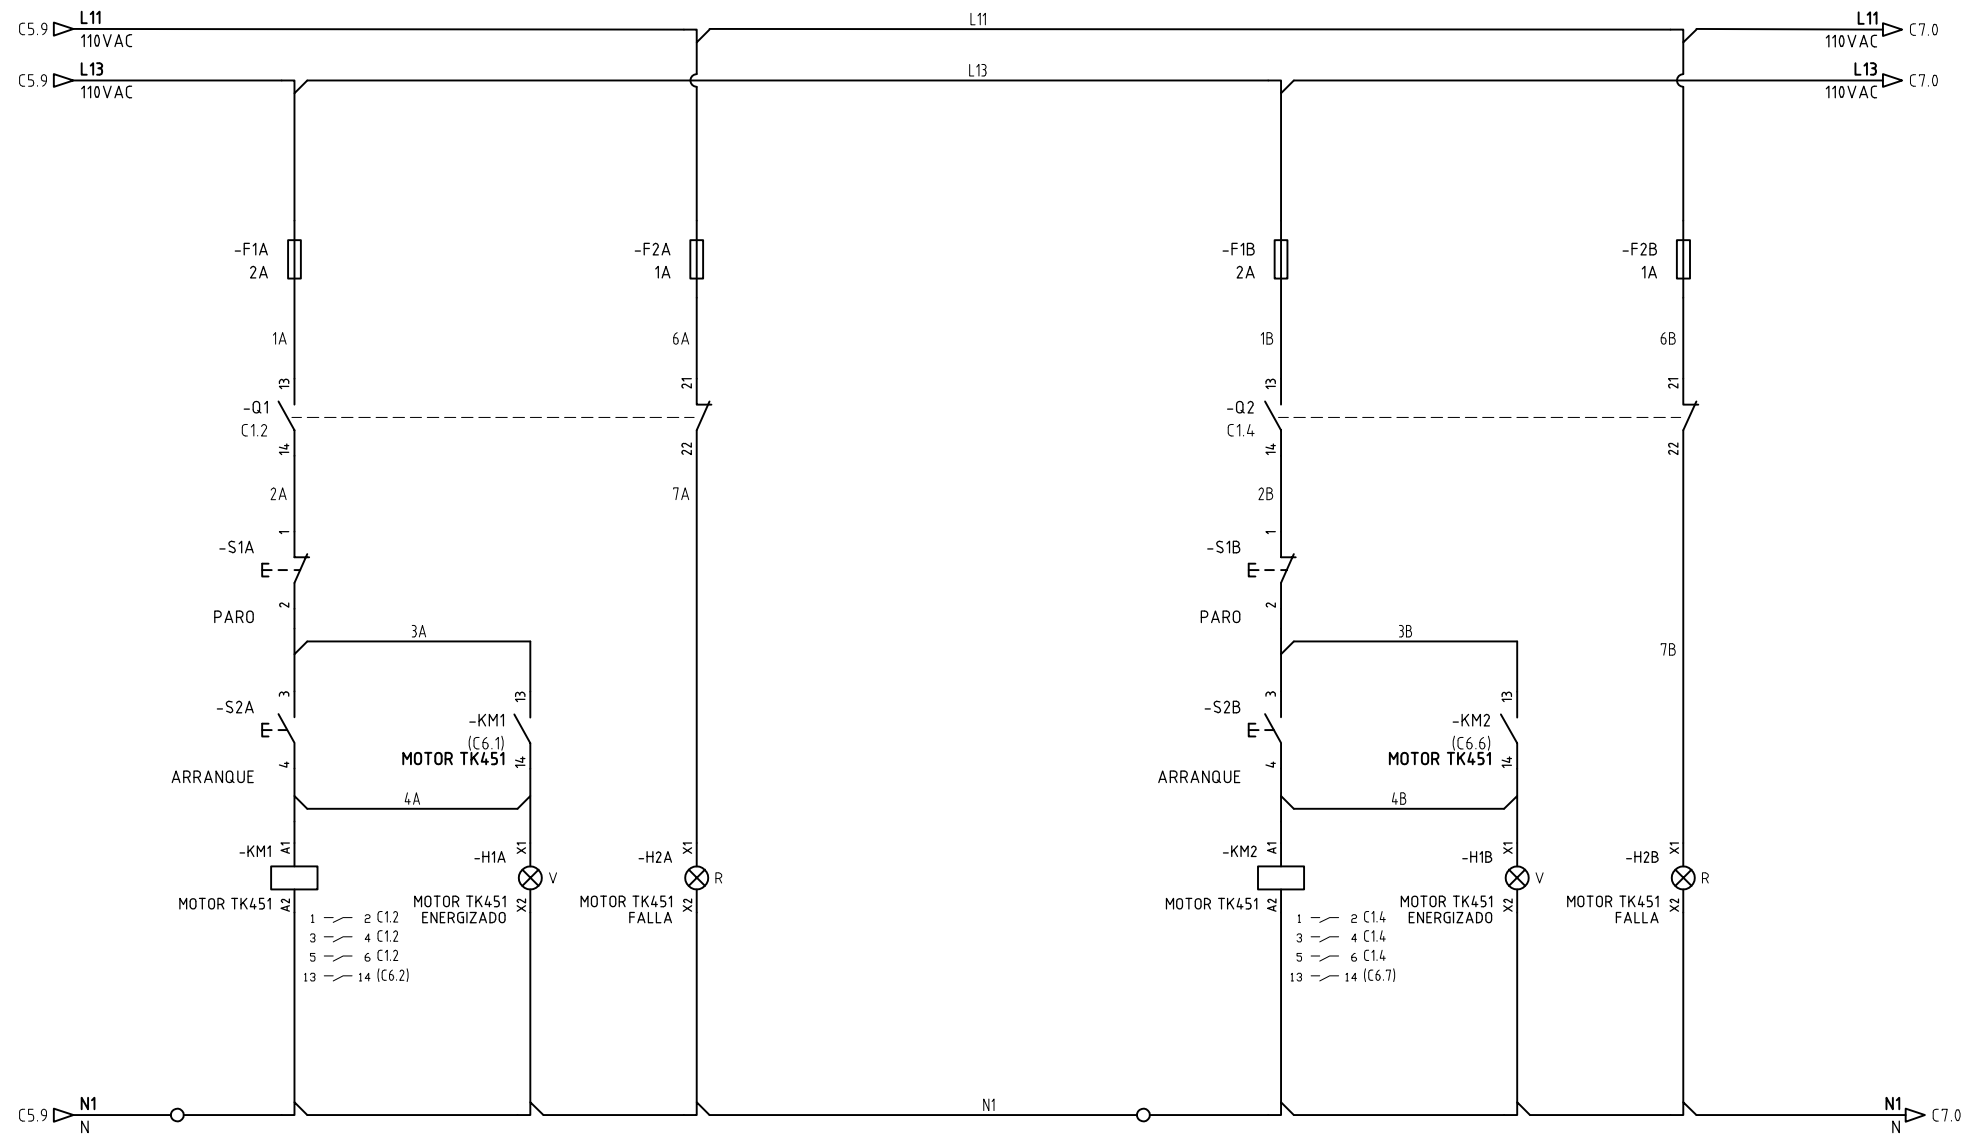 C5.9 L11 L11 L11 C7.0
110VAC 110VAC
C5.9 L13 L13 L13 C7.0
110VAC 110VAC
-F1A -F2A -F1B -F2B
2A 1A 2A 1A
1A 6A 1B 6B
13 21 13 21
-Q1 -Q2
C1.2 C1.4
14 22 14 22
2A 7A 2B
1 1
-S1A -S1B
2 2
PARO PARO
3A 3B
7B
3 13 3 13
-S2A -S2B
-KM1 -KM2
(C6.1) (C6.6)
MOTOR TK451 MOTOR TK451
4 14 4 14
ARRANQUE ARRANQUE
4A 4B
-KM1 A1 -H1A X1 -H2A X1 -KM2 A1 -H1B X1 -H2B X1
V R V R
MOTOR TK451 A2 MOTOR TK451 X2 MOTOR TK451 X2 MOTOR TK451 A2 MOTOR TK451 X2 MOTOR TK451 X2
ENERGIZADO FALLA ENERGIZADO FALLA
1 2 C1.2 1 2 C1.4
3 4 C1.2 3 4 C1.4
5 6 C1.2 5 6 C1.4
13 14 (C6.2) 13 14 (C6.7)
C5.9 N1 N1 N1 C7.0
N N